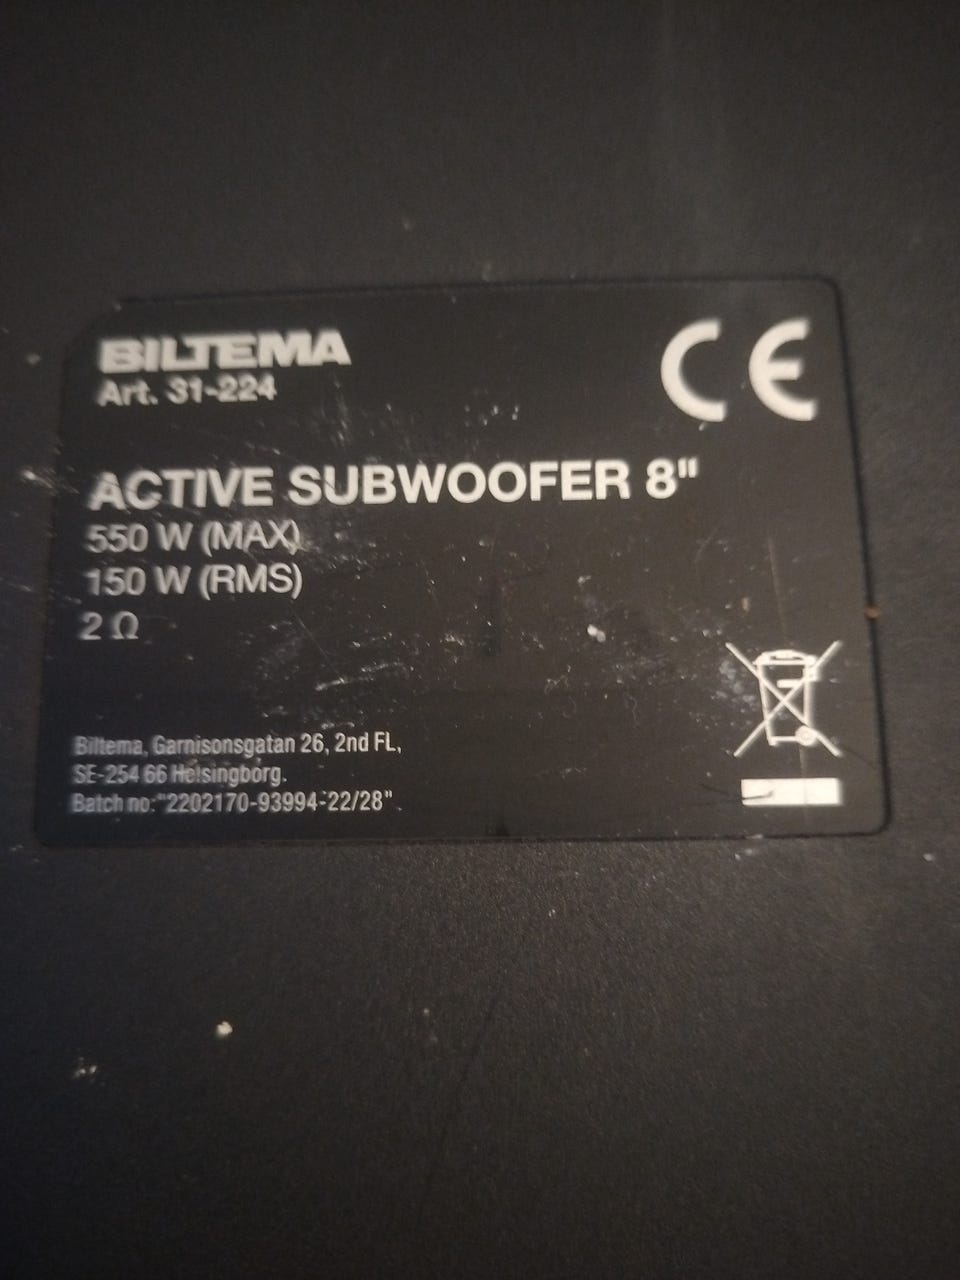 BILTEMA
Art. 31-224
CE
ACTIVE SUBWOOFER 8"
550 W (MAX)
150 W (RMS)
2 Ω
Biltema, Garnisonsgatan 26, 2nd FL,
SE-254 66 Helsingborg.
Batch no:"2202170-93994-22/28"